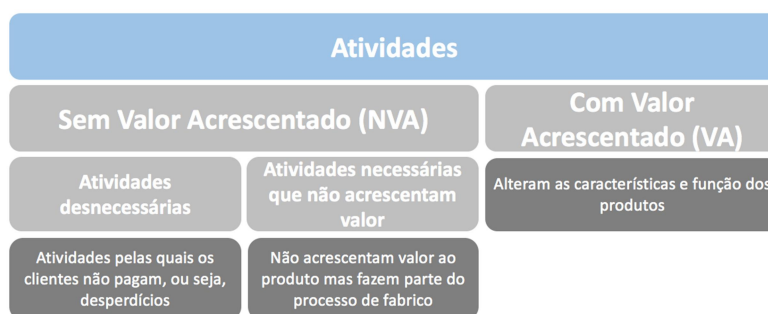 Atividades
Sem Valor Acrescentado (NVA)
Com Valor
Acrescentado (VA)
Atividades
desnecessárias
Atividades necessárias
que não acrescentam
valor
Alteram as características e função dos
produtos
Atividades pelas quais os
clientes não pagam, ou seja,
desperdícios
Não acrescentam valor ao
produto mas fazem parte do
processo de fabrico